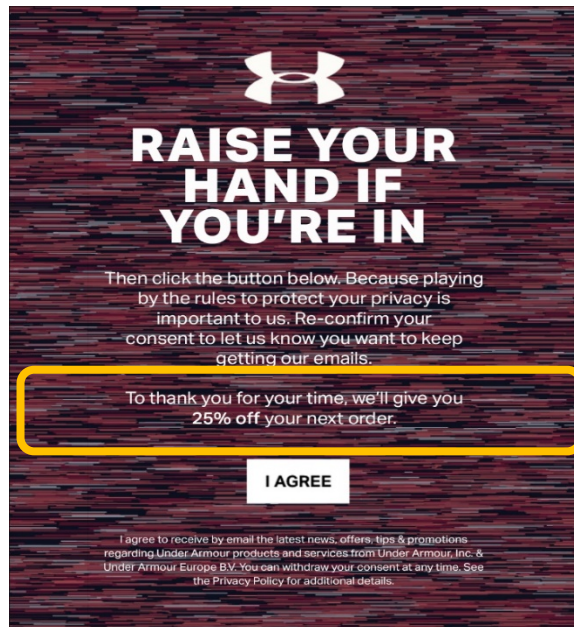 RAISE YOUR
HAND IF
YOU'RE IN
Then click the button below. Because playing
by the rules to protect your privacy is
important to us. Re-confirm your
consent to let us know you want to keep
getting our emails.
To thank you for your time, we'll give you
25% off your next order.
I AGREE
I agree to receive by email the latest news, offers, tips & promotions
regarding Under Armour products and services from Under Armour, Inc. &
Under Armour Europe B.V. You can withdraw your consent at any time. See
the Privacy Policy for additional details.